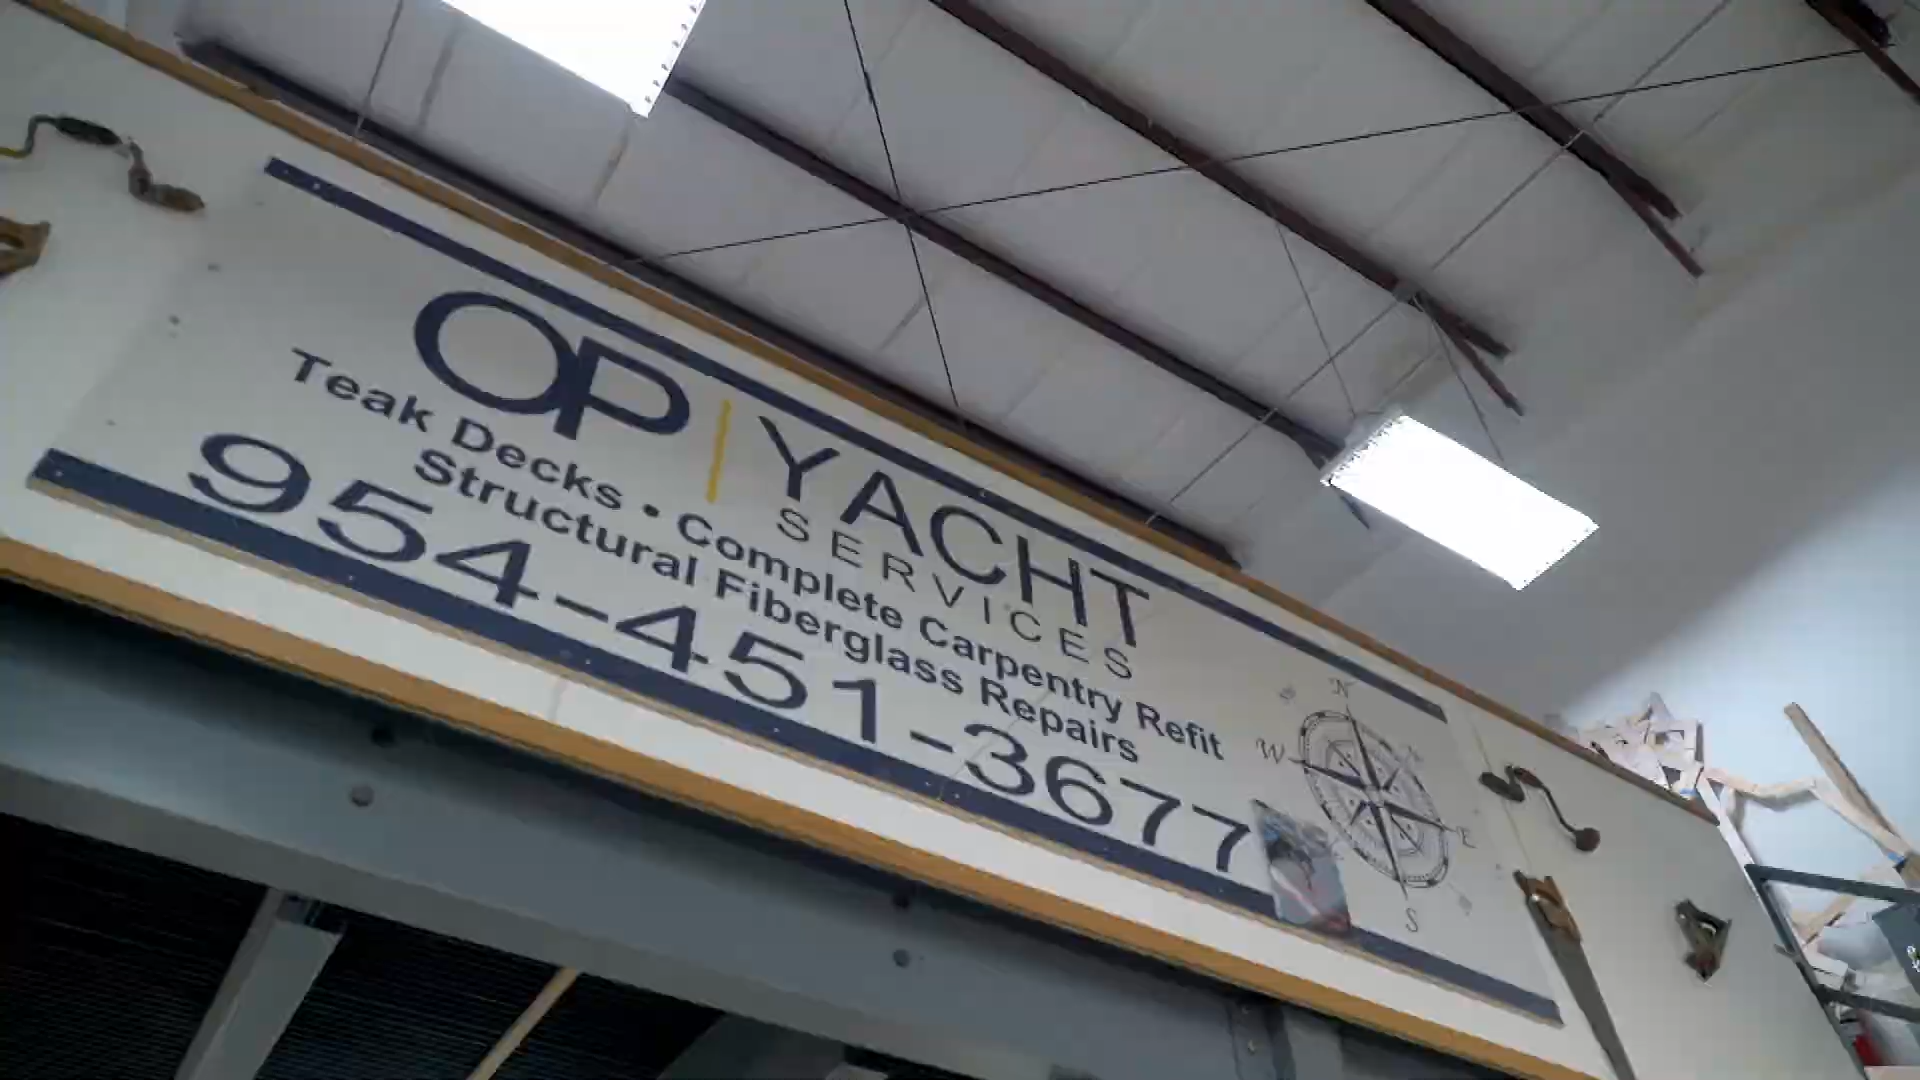 OP | YACHT
SERVICES
Teak Decks • Complete Carpentry Refit
Structural Fiberglass Repairs
954-451-3677
N
W
E
S